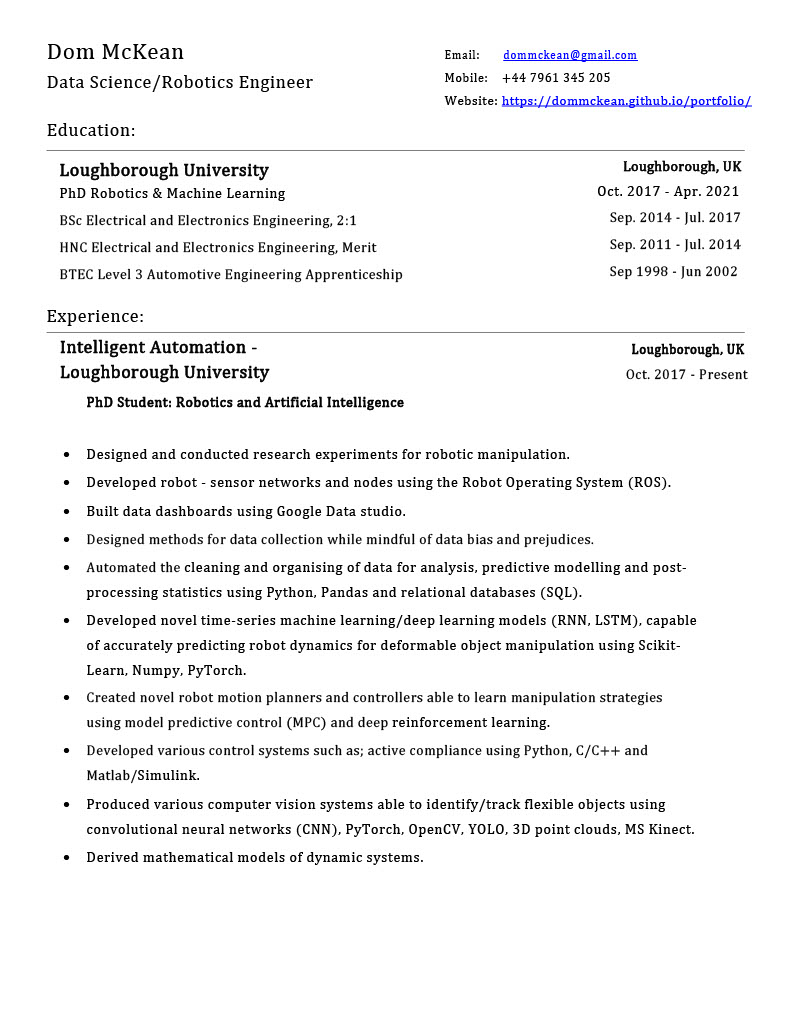 Dom McKean
Data Science/Robotics Engineer
Email: dommckean@gmail.com
Mobile: +44 7961 345 205
Website: https://dommckean.github.io/portfolio/
Education:
Loughborough University Loughborough, UK
PhD Robotics & Machine Learning Oct. 2017 - Apr. 2021
BSc Electrical and Electronics Engineering, 2:1 Sep. 2014 - Jul. 2017
HNC Electrical and Electronics Engineering, Merit Sep. 2011 - Jul. 2014
BTEC Level 3 Automotive Engineering Apprenticeship Sep 1998 - Jun 2002
Experience:
Intelligent Automation - Loughborough, UK
Loughborough University Oct. 2017 - Present
PhD Student: Robotics and Artificial Intelligence
• Designed and conducted research experiments for robotic manipulation.
• Developed robot - sensor networks and nodes using the Robot Operating System (ROS).
• Built data dashboards using Google Data studio.
• Designed methods for data collection while mindful of data bias and prejudices.
• Automated the cleaning and organising of data for analysis, predictive modelling and post-
processing statistics using Python, Pandas and relational databases (SQL).
• Developed novel time-series machine learning/deep learning models (RNN, LSTM), capable
of accurately predicting robot dynamics for deformable object manipulation using Scikit-
Learn, Numpy, PyTorch.
• Created novel robot motion planners and controllers able to learn manipulation strategies
using model predictive control (MPC) and deep reinforcement learning.
• Developed various control systems such as; active compliance using Python, C/C++ and
Matlab/Simulink.
• Produced various computer vision systems able to identify/track flexible objects using
convolutional neural networks (CNN), PyTorch, OpenCV, YOLO, 3D point clouds, MS Kinect.
• Derived mathematical models of dynamic systems.